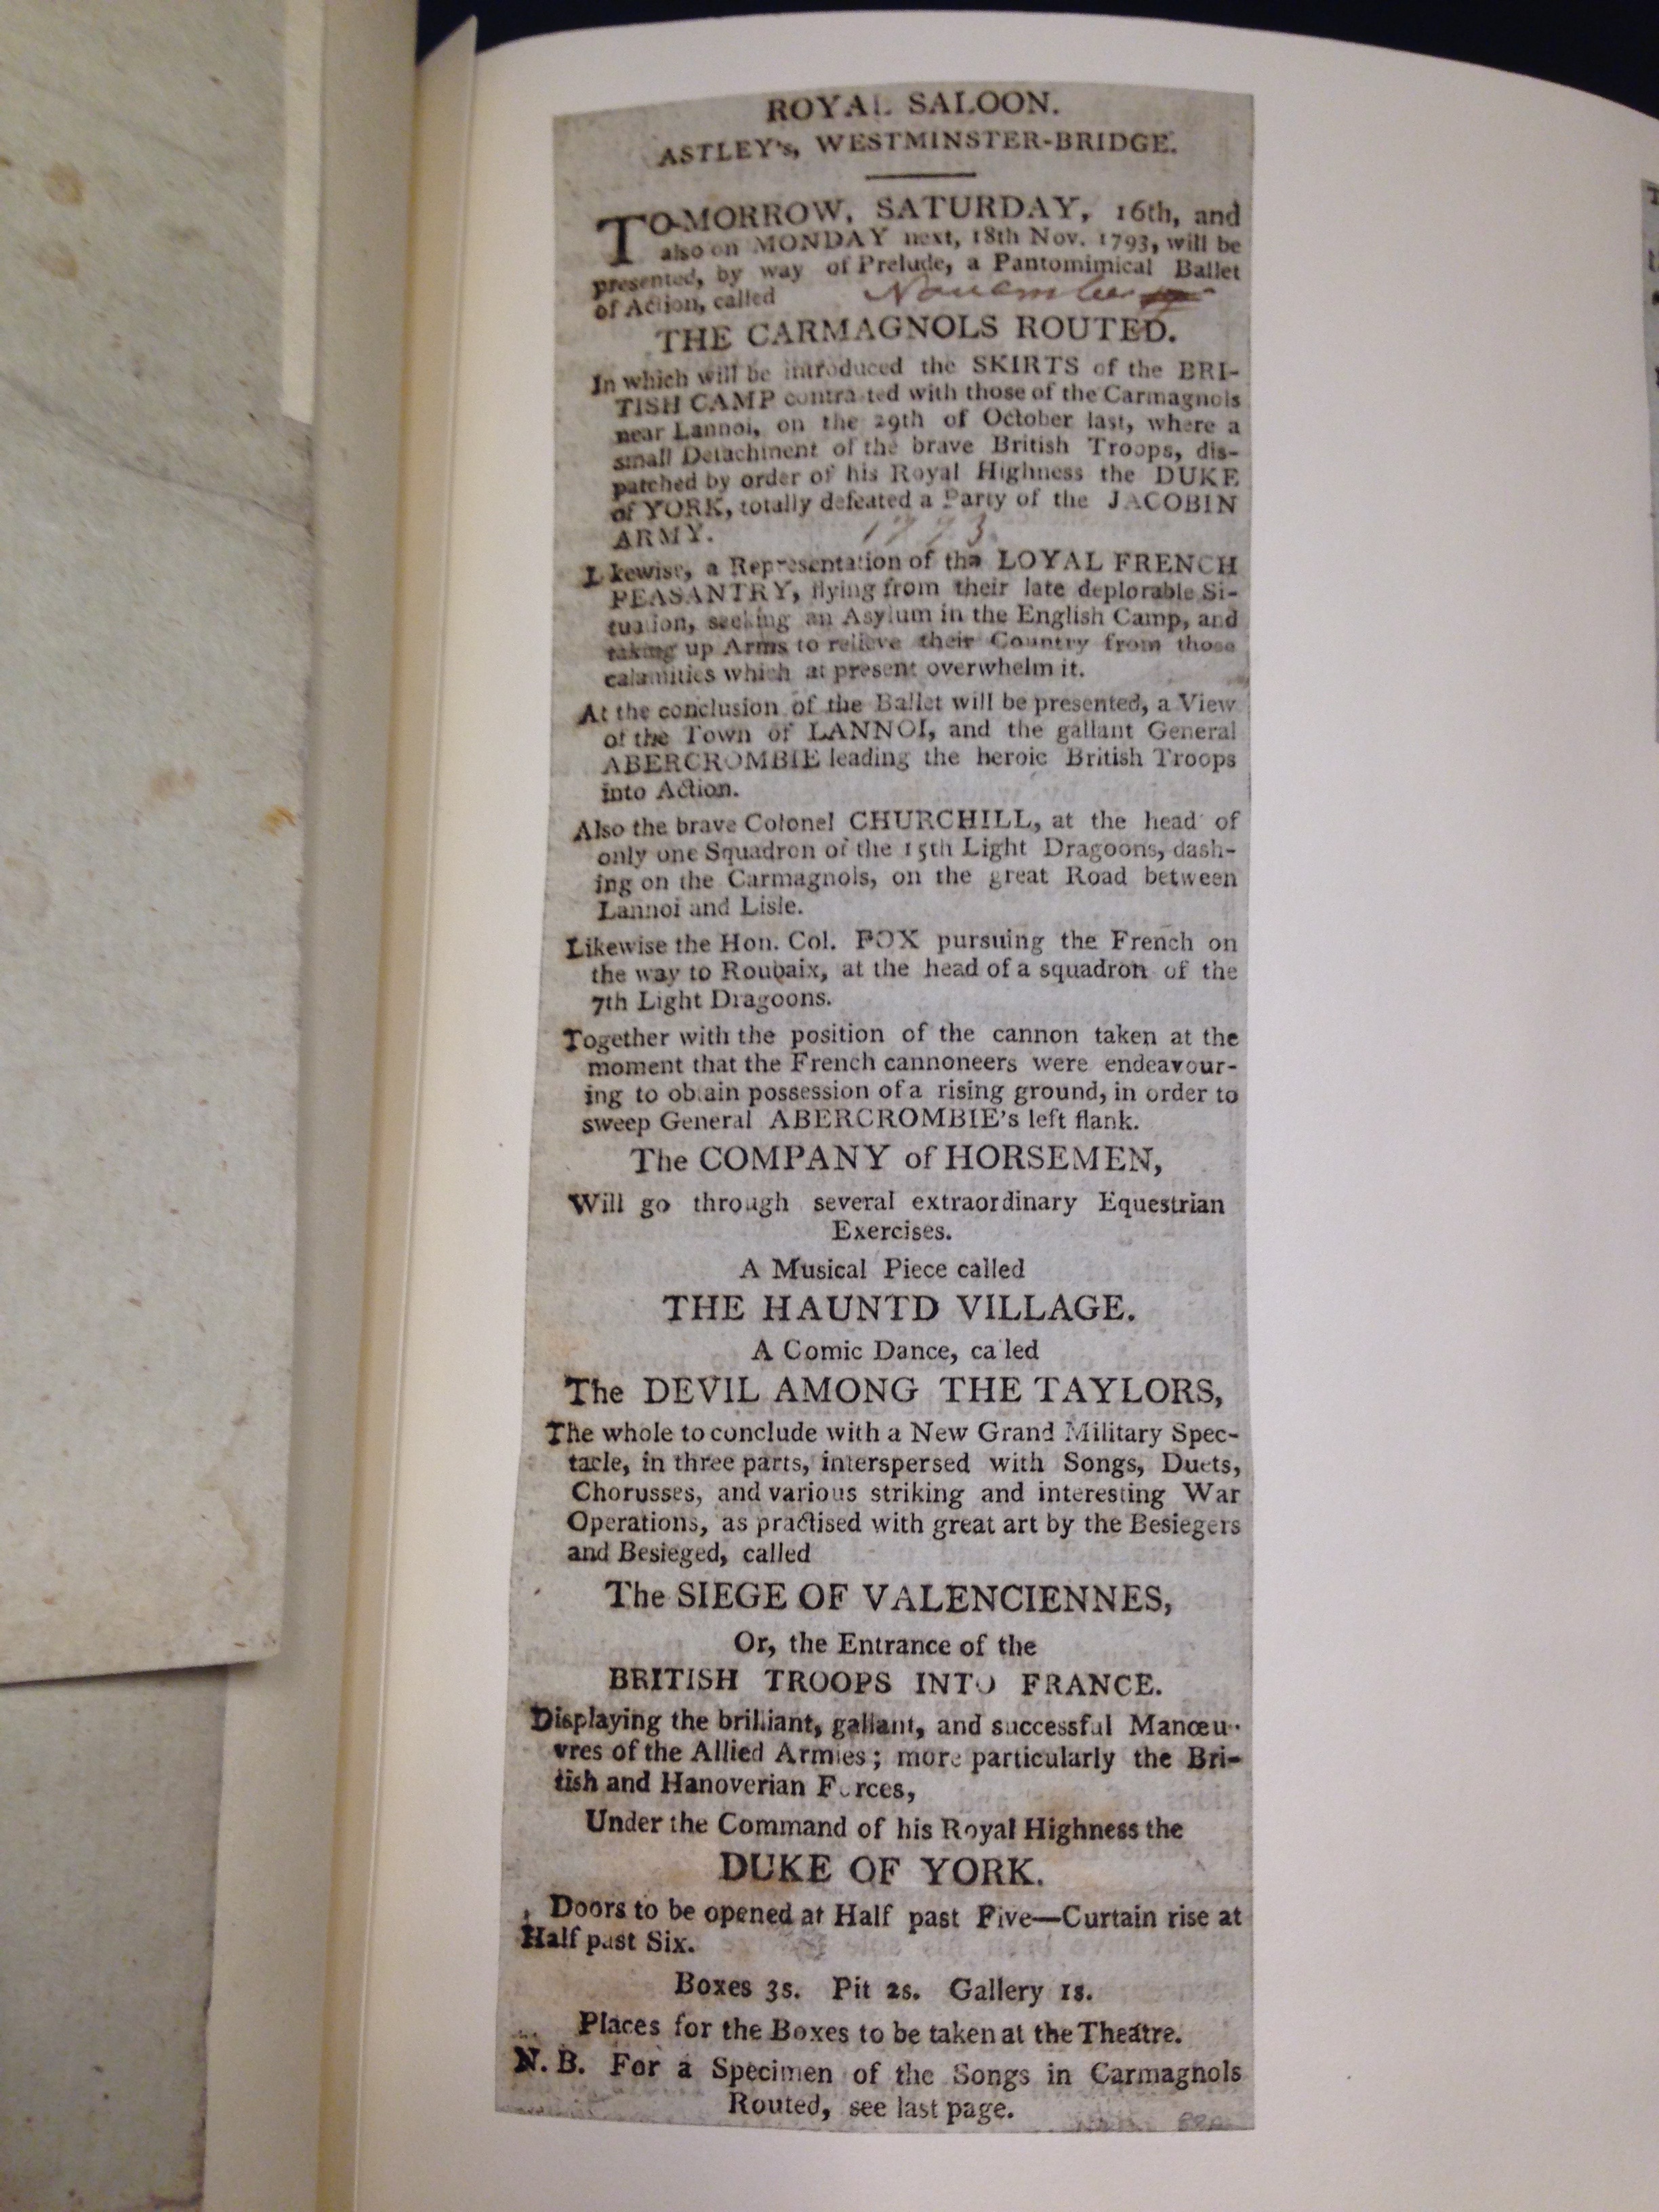 ROYAL SALOON.
ASTLEY's, WESTMINSTER-BRIDGE.
TO-MORROW, SATURDAY, 16th, and
also on MONDAY next, 18th Nov. 1793, will be
presented, by way of Prelude, a Pantomimical Ballet
of Action, called
November
THE CARMAGNOLS ROUTED.
In which will be introduced the SKIRTS of the BRI-
TISH CAMP contrasted with those of the Carmagnols
near Lannoi, on the 29th of October last, where a
small Detachment of the brave British Troops, dis-
patched by order of his Royal Highness the DUKE
of YORK, totally defeated a Party of the JACOBIN
ARMY.
1793
Likewise, a Representation of the LOYAL FRENCH
PEASANTRY, flying from their late deplorable Si-
tuation, seeking an Asylum in the English Camp, and
taking up Arms to relieve their Country from those
calamities which at present overwhelm it.
At the conclusion of the Ballet will be presented, a View
of the Town of LANNOI, and the gallant General
ABERCROMBIE leading the heroic British Troops
into Action.
Also the brave Colonel CHURCHILL, at the head of
only one Squadron of the 15th Light Dragoons, dash-
ing on the Carmagnols, on the great Road between
Lannoi and Lisle.
Likewise the Hon. Col. FOX pursuing the French on
the way to Roubaix, at the head of a squadron of the
7th Light Dragoons.
Together with the position of the cannon taken at the
moment that the French cannoneers were endeavour-
ing to obtain possession of a rising ground, in order to
sweep General ABERCROMBIE's left flank.
The COMPANY of HORSEMEN,
Will go through several extraordinary Equestrian
Exercises.
A Musical Piece called
THE HAUNTD VILLAGE.
A Comic Dance, called
The DEVIL AMONG THE TAYLORS,
The whole to conclude with a New Grand Military Spec-
tacle, in three parts, interspersed with Songs, Duets,
Chorusses, and various striking and interesting War
Operations, as practised with great art by the Besiegers
and Besieged, called
The SIEGE OF VALENCIENNES,
Or, the Entrance of the
BRITISH TROOPS INTO FRANCE.
Displaying the brilliant, gallant, and successful Manœu-
vres of the Allied Armies; more particularly the Bri-
tish and Hanoverian Forces,
Under the Command of his Royal Highness the
DUKE OF YORK.
Doors to be opened at Half past Five—Curtain rise at
Half past Six.
Boxes 3s. Pit 2s. Gallery 1s.
Places for the Boxes to be taken at the Theatre.
N. B. For a Specimen of the Songs in Carmagnols
Routed, see last page.